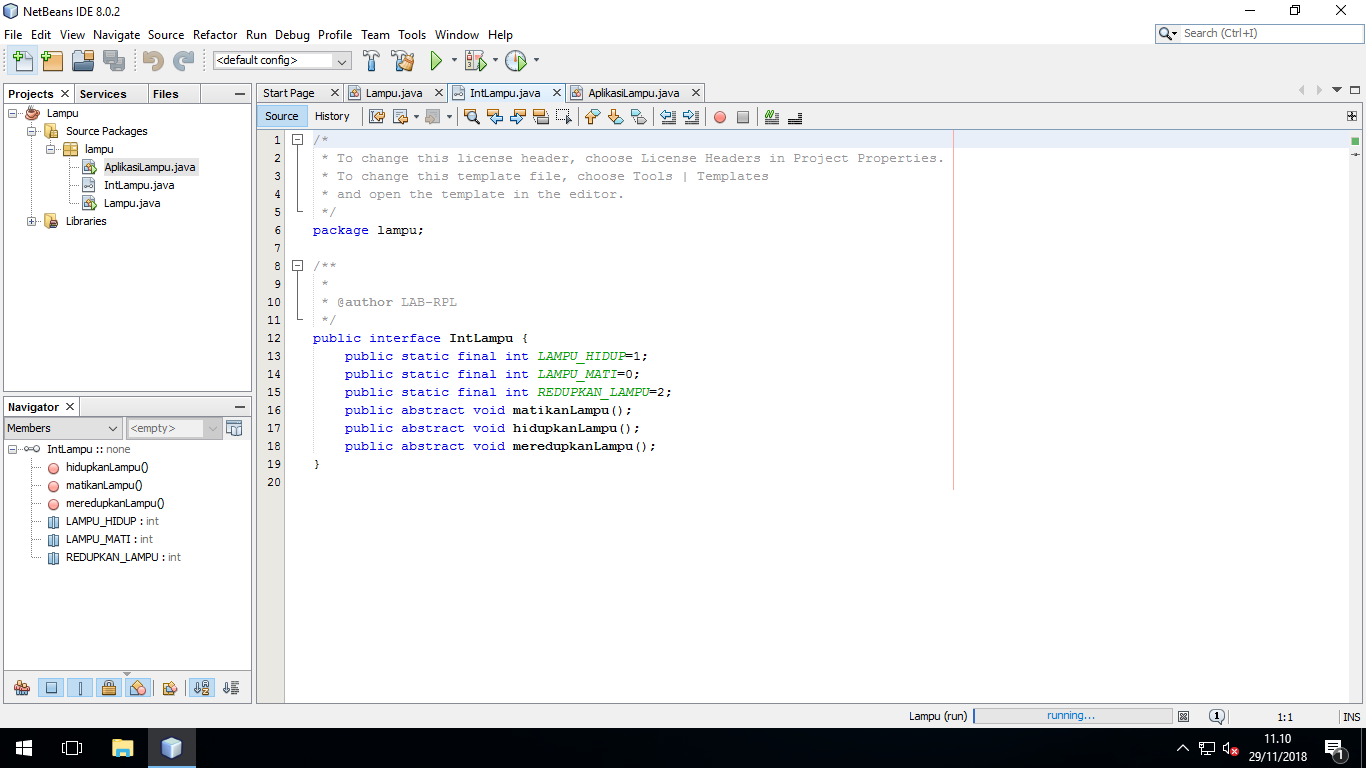 NetBeans IDE 8.0.2
File Edit View Navigate Source Refactor Run Debug Profile Team Tools Window Help
Search (Ctrl+I)
<default config>
Projects Services Files
Lampu
Source Packages
lampu
AplikasiLampu.java
IntLampu.java
Lampu.java
Libraries
Navigator
Members <empty>
IntLampu :: none
hidupkanLampu()
matikanLampu()
meredupkanLampu()
LAMPU_HIDUP : int
LAMPU_MATI : int
REDUPKAN_LAMPU : int
Start Page Lampu.java IntLampu.java AplikasiLampu.java
Source History
1 /*
2 * To change this license header, choose License Headers in Project Properties.
3 * To change this template file, choose Tools | Templates
4 * and open the template in the editor.
5 */
6 package lampu;
7
8 /**
9 *
10 * @author LAB-RPL
11 */
12 public interface IntLampu {
13 public static final int LAMPU_HIDUP=1;
14 public static final int LAMPU_MATI=0;
15 public static final int REDUPKAN_LAMPU=2;
16 public abstract void matikanLampu();
17 public abstract void hidupkanLampu();
18 public abstract void meredupkanLampu();
19 }
20
Lampu (run) running... 1 1:1 INS
11.10
29/11/2018
1